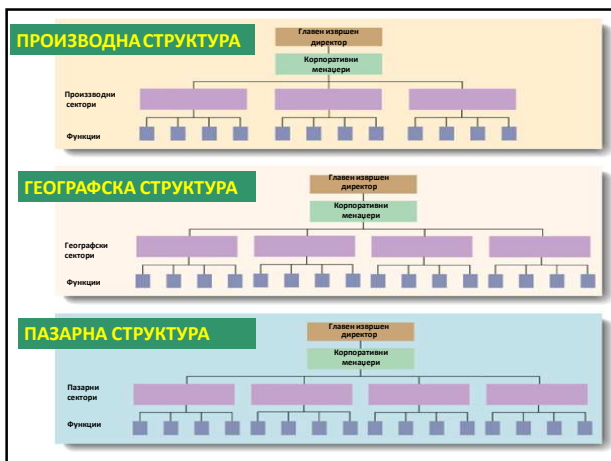 ПРОИЗВОДНА СТРУКТУРА
Главен извршен
директор
Корпоративни
менаџери
Произзводни
сектори
Функции
ГЕОГРАФСКА СТРУКТУРА
Главен извршен
директор
Корпоративни
менаџери
Географски
сектори
Функции
ПАЗАРНА СТРУКТУРА
Главен извршен
директор
Корпоративни
менаџери
Пазарни
сектори
Функции